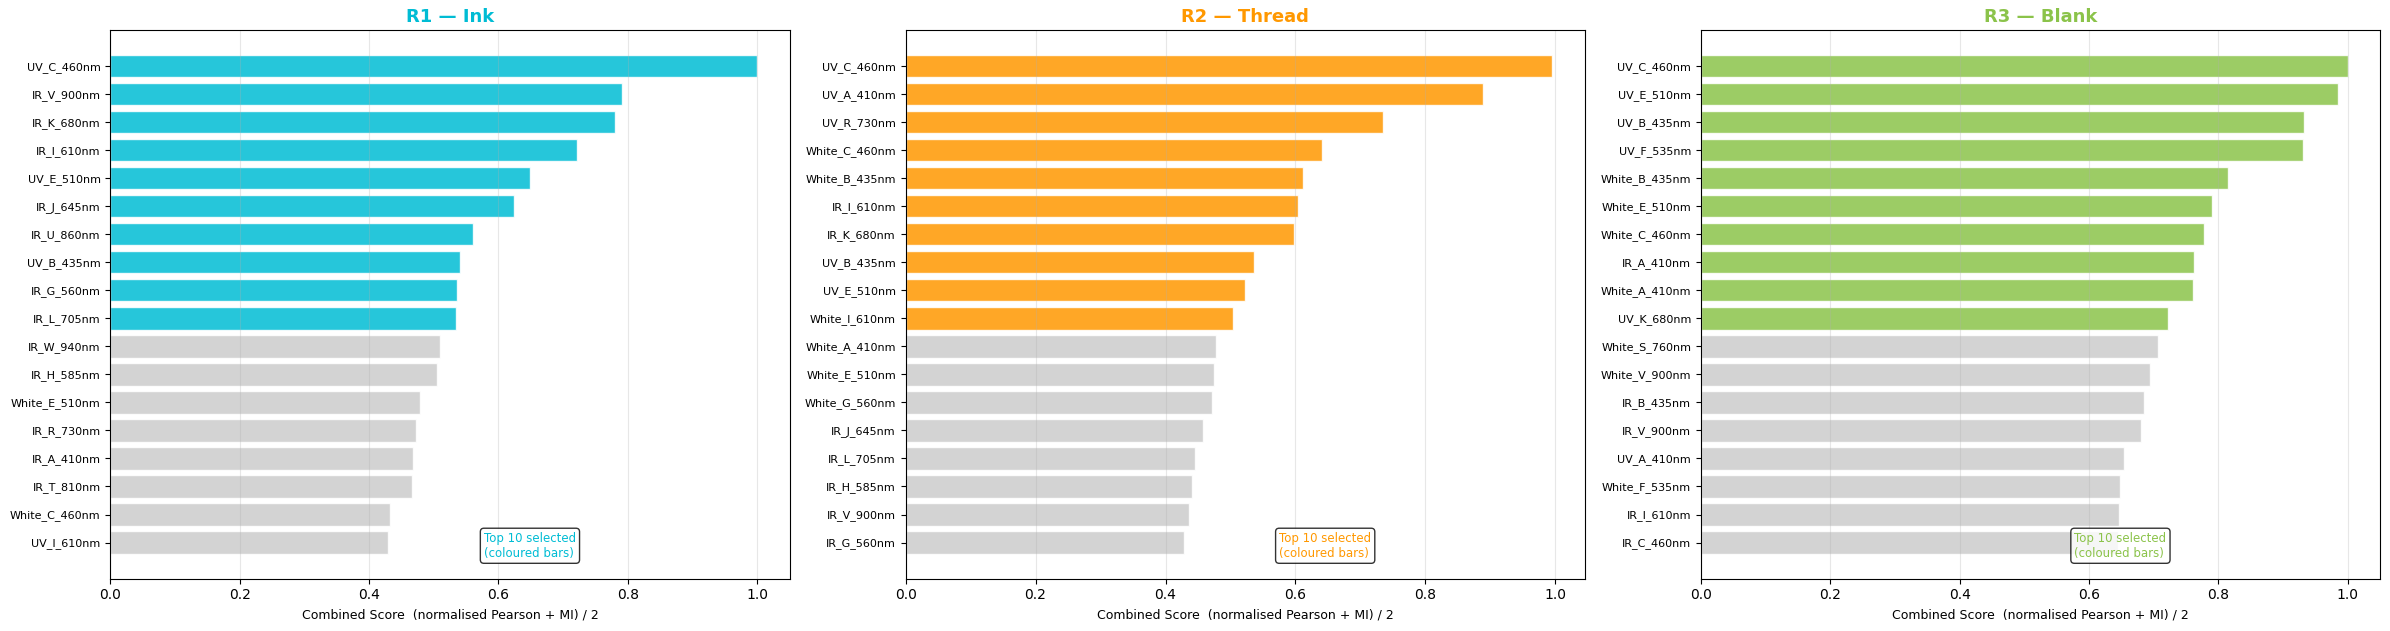 R1 — Ink
UV_C_460nm
IR_V_900nm
IR_K_680nm
IR_I_610nm
UV_E_510nm
IR_J_645nm
IR_U_860nm
UV_B_435nm
IR_G_560nm
IR_L_705nm
IR_W_940nm
IR_H_585nm
White_E_510nm
IR_R_730nm
IR_A_410nm
IR_T_810nm
White_C_460nm
UV_I_610nm
Top 10 selected
(coloured bars)
0.0 0.2 0.4 0.6 0.8 1.0
Combined Score (normalised Pearson + MI) / 2
R2 — Thread
UV_C_460nm
UV_A_410nm
UV_R_730nm
White_C_460nm
White_B_435nm
IR_I_610nm
IR_K_680nm
UV_B_435nm
UV_E_510nm
White_I_610nm
White_A_410nm
White_E_510nm
White_G_560nm
IR_J_645nm
IR_L_705nm
IR_H_585nm
IR_V_900nm
IR_G_560nm
Top 10 selected
(coloured bars)
0.0 0.2 0.4 0.6 0.8 1.0
Combined Score (normalised Pearson + MI) / 2
R3 — Blank
UV_C_460nm
UV_E_510nm
UV_B_435nm
UV_F_535nm
White_B_435nm
White_E_510nm
White_C_460nm
IR_A_410nm
White_A_410nm
UV_K_680nm
White_S_760nm
White_V_900nm
IR_B_435nm
IR_V_900nm
UV_A_410nm
White_F_535nm
IR_I_610nm
IR_C_460nm
Top 10 selected
(coloured bars)
0.0 0.2 0.4 0.6 0.8 1.0
Combined Score (normalised Pearson + MI) / 2